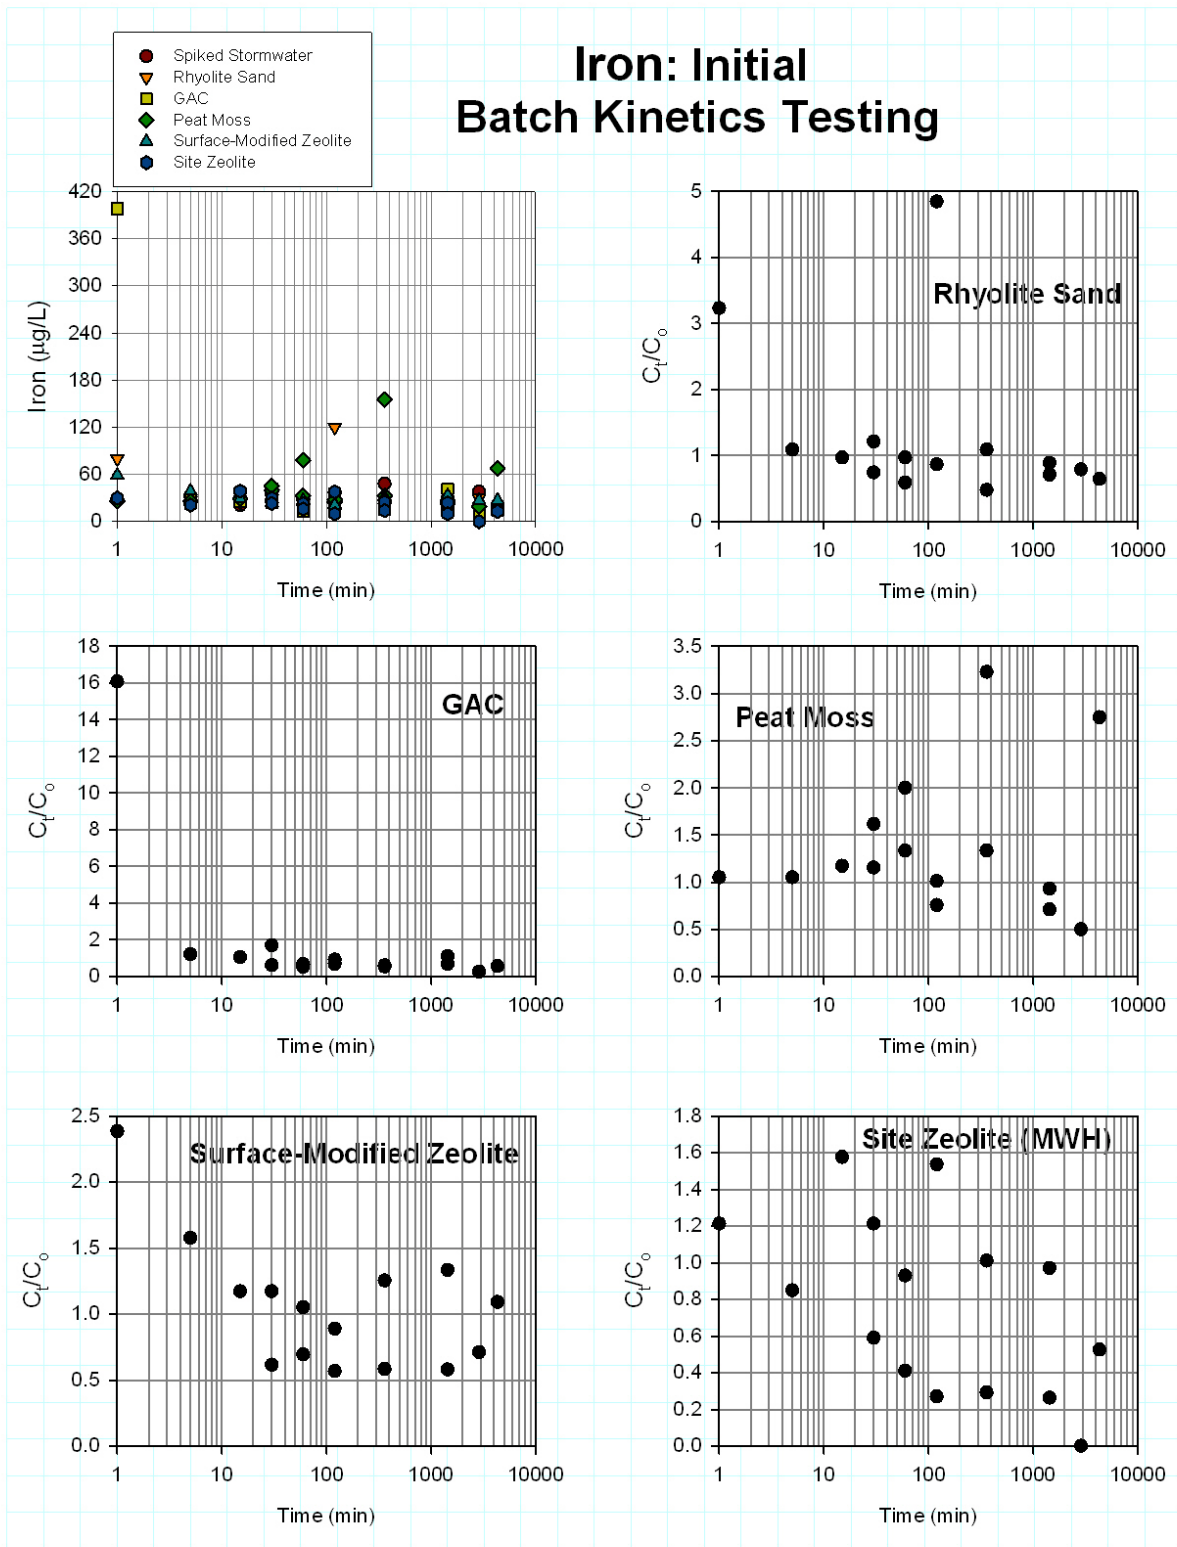 Iron: Initial
Batch Kinetics Testing
Spiked Stormwater
Rhyolite Sand
GAC
Peat Moss
Surface-Modified Zeolite
Site Zeolite
420
360
300
240
180
120
60
0
Iron (µg/L)
1 10 100 1000 10000
Time (min)
5
4
3
2
1
0
Ct/Co
Rhyolite Sand
1 10 100 1000 10000
Time (min)
18
16
14
12
10
8
6
4
2
0
Ct/Co
GAC
1 10 100 1000 10000
Time (min)
3.5
3.0
2.5
2.0
1.5
1.0
0.5
0.0
Ct/Co
Peat Moss
1 10 100 1000 10000
Time (min)
2.5
2.0
1.5
1.0
0.5
0.0
Ct/Co
Surface-Modified Zeolite
1 10 100 1000 10000
Time (min)
1.8
1.6
1.4
1.2
1.0
0.8
0.6
0.4
0.2
0.0
Ct/Co
Site Zeolite (MWH)
1 10 100 1000 10000
Time (min)